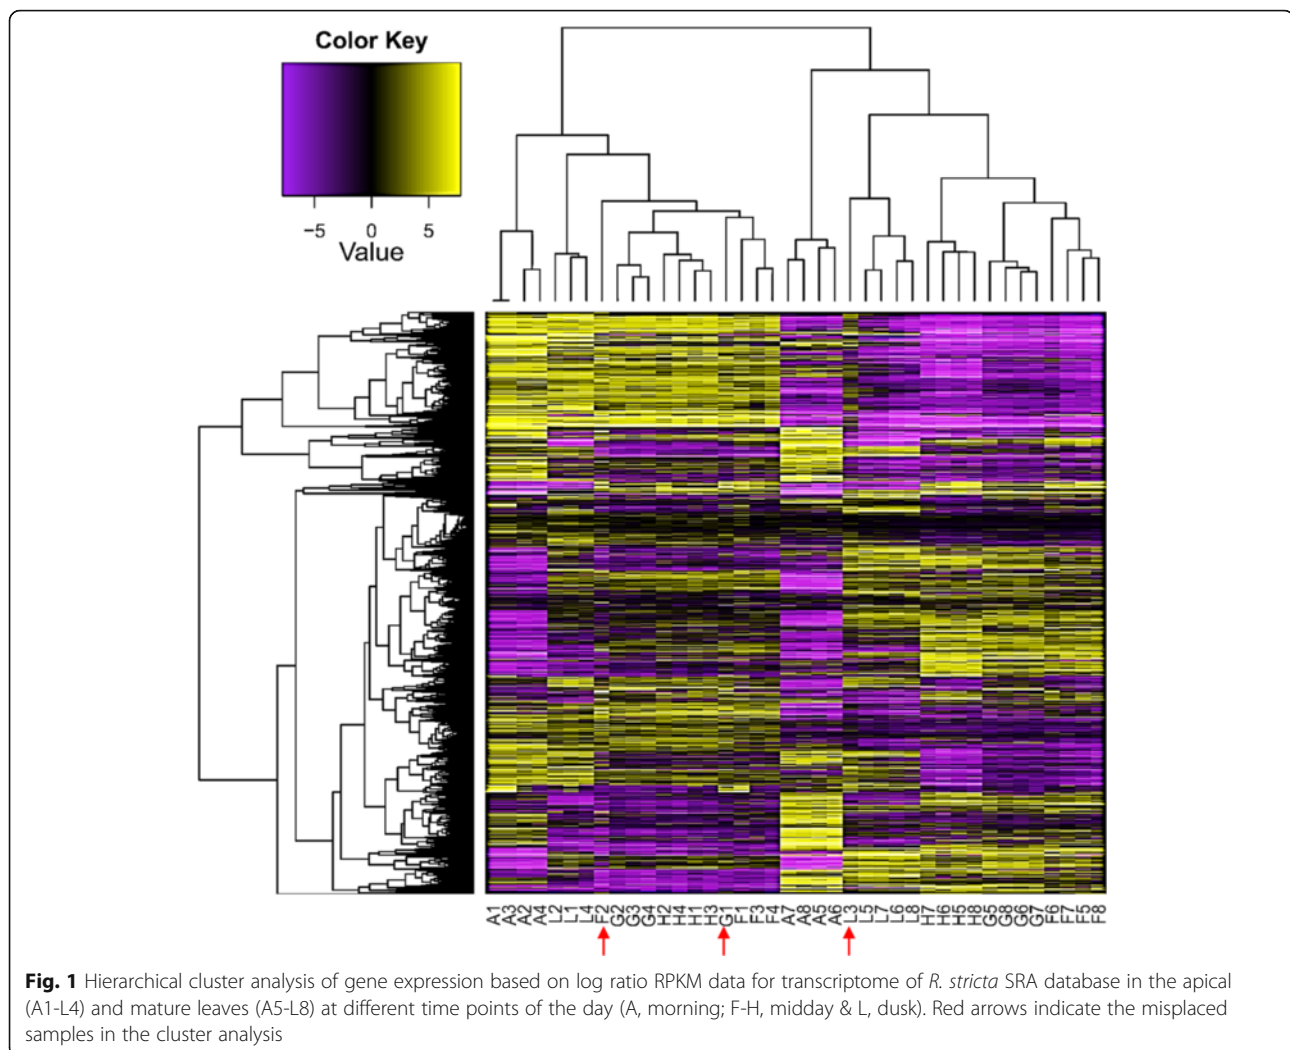 Color Key
−5 0 5
Value
A1 A3 A2 A4 L2 L1 L4 F2 G2 G3 G4 H2 H4 H1 H3 G1 F1 F3 F4 A7 A8 A5 A6 L3 L5 L7 L6 L8 H7 H6 H5 H8 G5 G8 G6 G7 F6 F7 F5 F8
Fig. 1 Hierarchical cluster analysis of gene expression based on log ratio RPKM data for transcriptome of R. stricta SRA database in the apical
(A1-L4) and mature leaves (A5-L8) at different time points of the day (A, morning; F-H, midday & L, dusk). Red arrows indicate the misplaced
samples in the cluster analysis